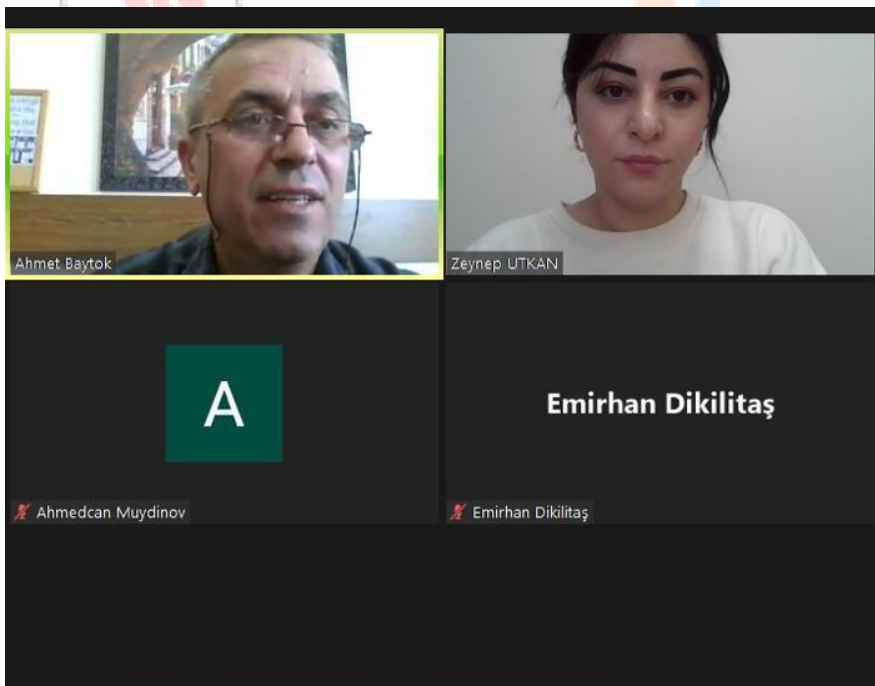 Ahmet Baytok
Zeynep UTKAN
A
Emirhan Dikilitaş
Ahmedcan Muydinov
Emirhan Dikilitaş